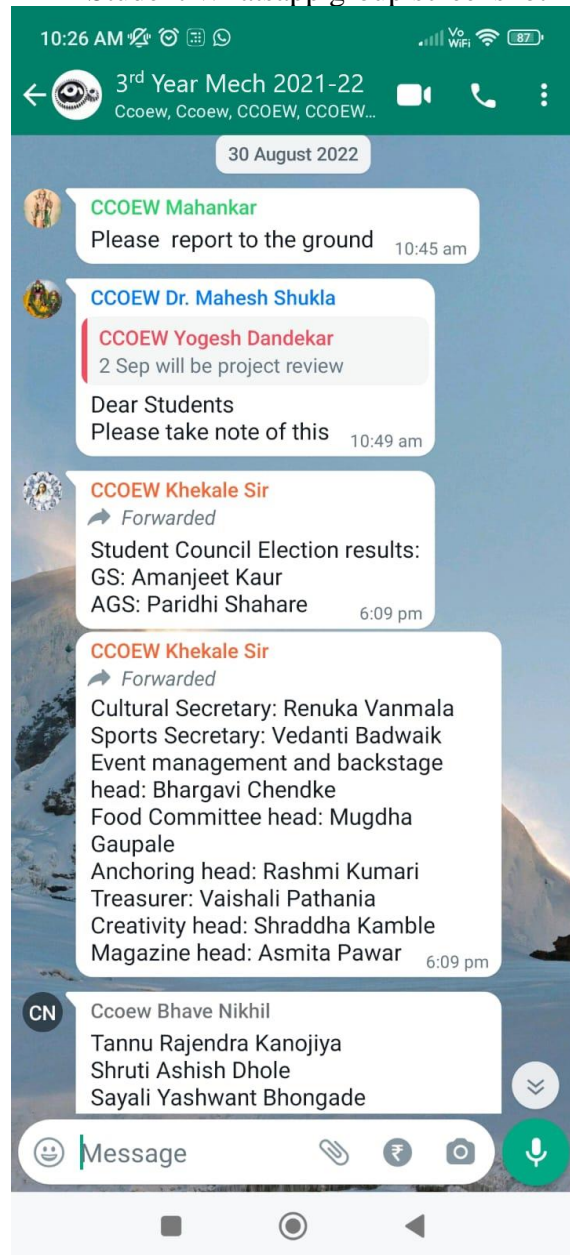 10:26 AM
Vo
WiFi
87
3rd Year Mech 2021-22
Ccoew, Ccoew, CCOEW, CCOEW...
30 August 2022
CCOEW Mahankar
Please report to the ground 10:45 am
CCOEW Dr. Mahesh Shukla
CCOEW Yogesh Dandekar
2 Sep will be project review
Dear Students
Please take note of this 10:49 am
CCOEW Khekale Sir
Forwarded
Student Council Election results:
GS: Amanjeet Kaur
AGS: Paridhi Shahare 6:09 pm
CCOEW Khekale Sir
Forwarded
Cultural Secretary: Renuka Vanmala
Sports Secretary: Vedanti Badwaik
Event management and backstage
head: Bhargavi Chendke
Food Committee head: Mugdha
Gaupale
Anchoring head: Rashmi Kumari
Treasurer: Vaishali Pathania
Creativity head: Shraddha Kamble
Magazine head: Asmita Pawar 6:09 pm
CN
Ccoew Bhave Nikhil
Tannu Rajendra Kanojiya
Shruti Ashish Dhole
Sayali Yashwant Bhongade
Message
₹